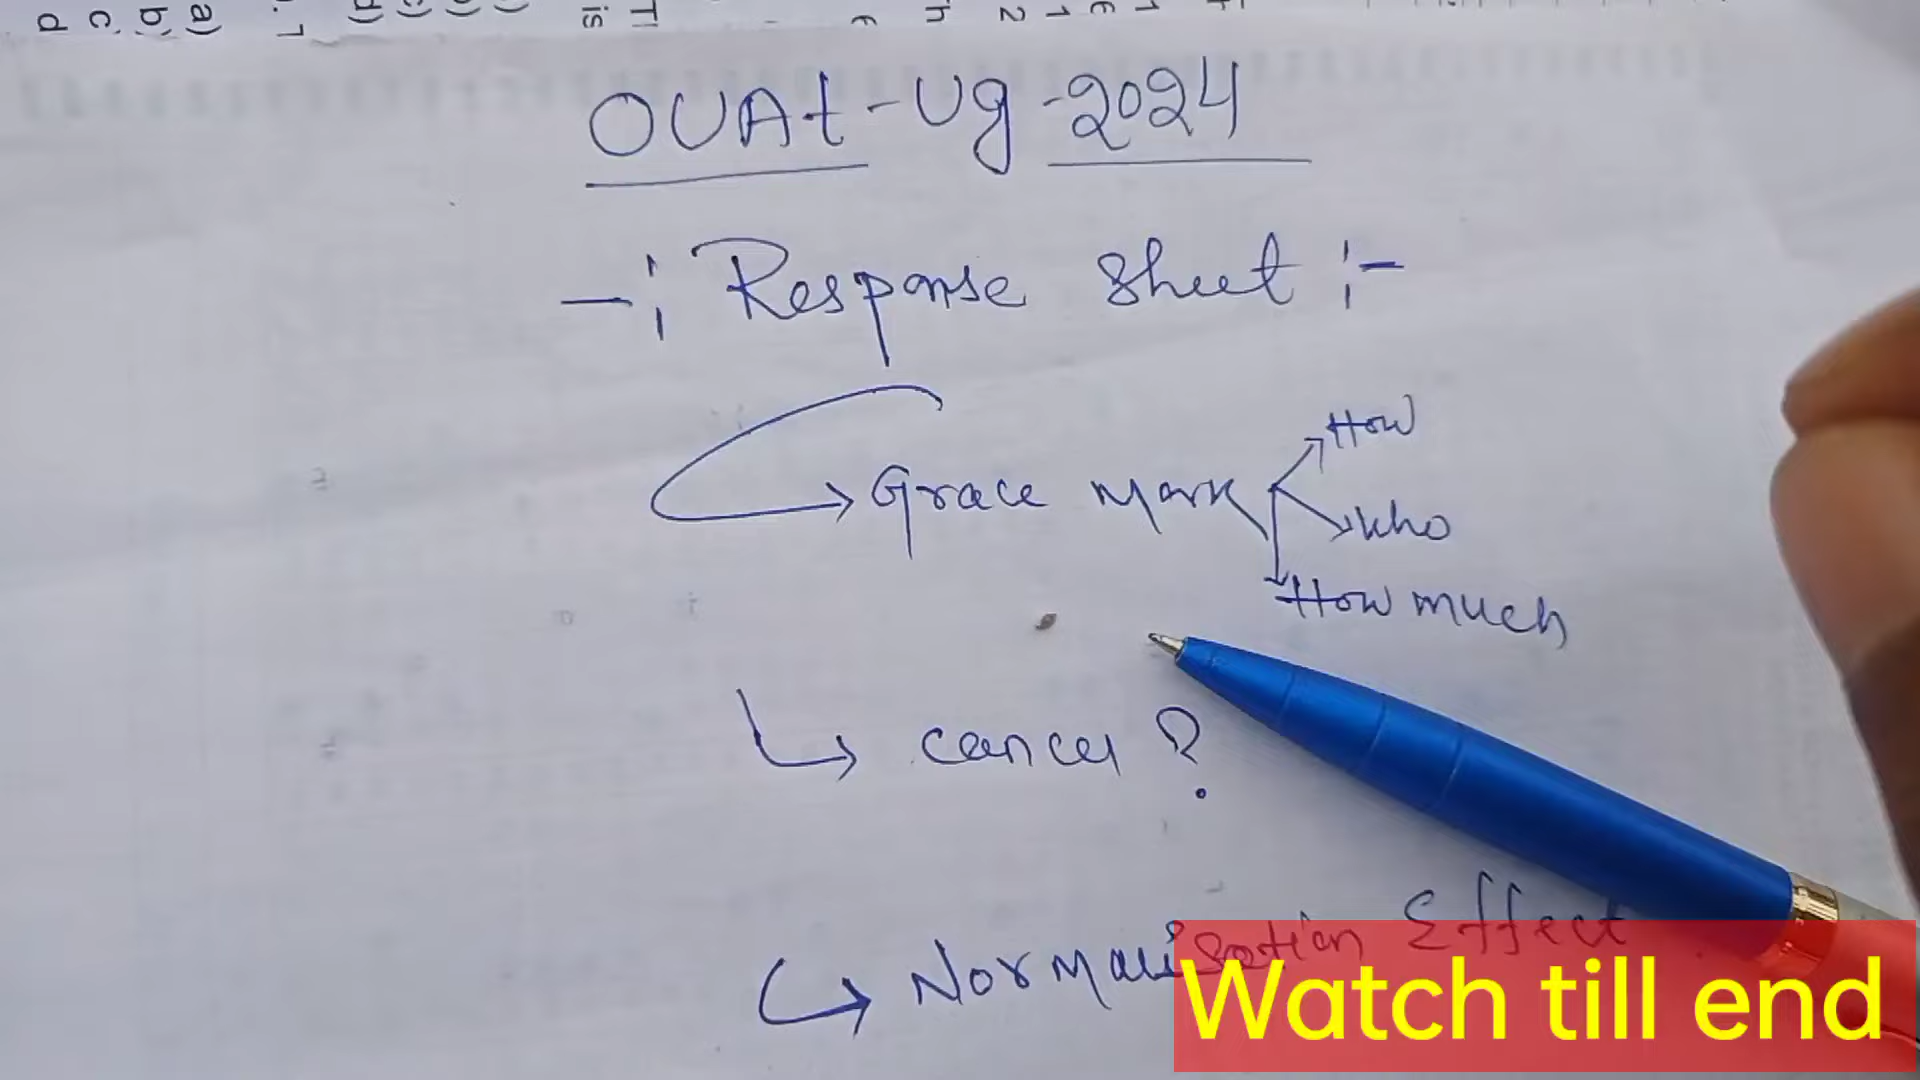 OUAt-Ug-2024
-: Response Sheet :-
→ Grace Mark
→ How
→ Who
→ How much
→ cancel ?
→ Normalisation Effect
Watch till end